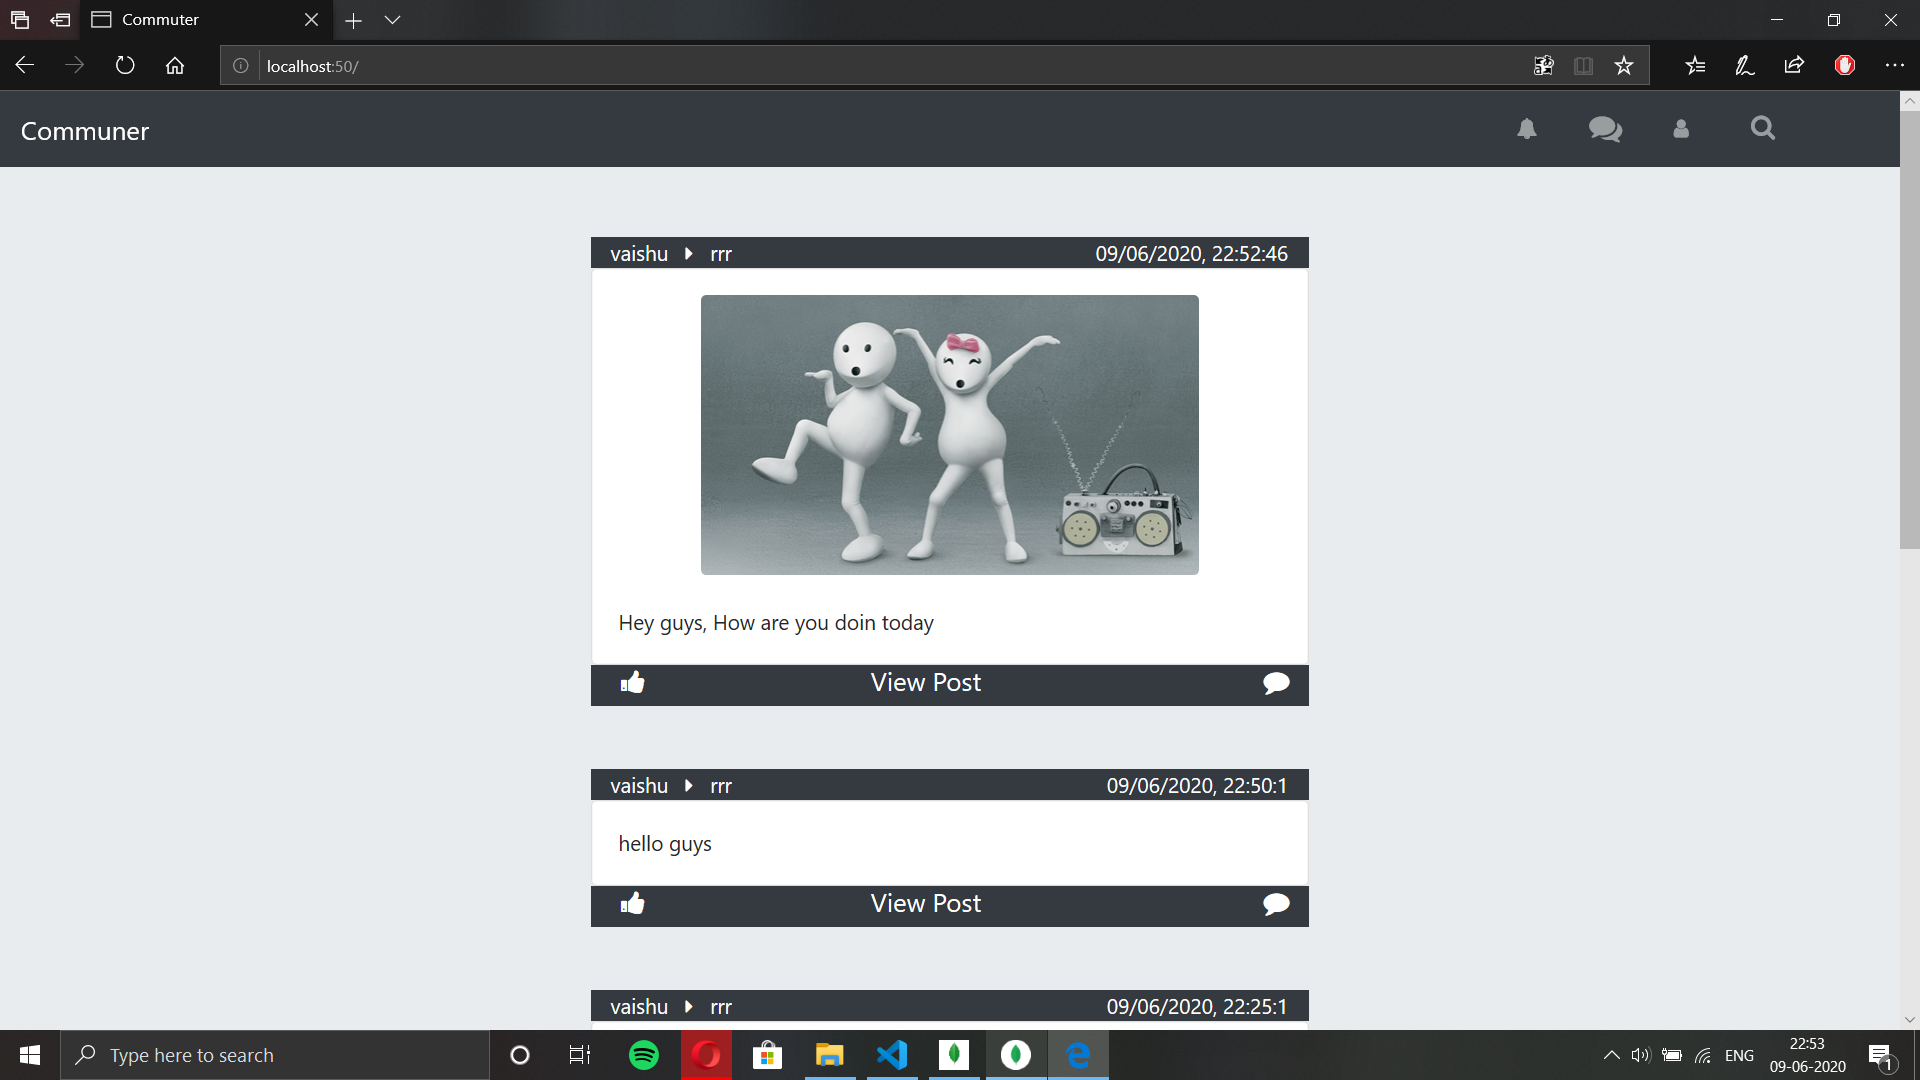 Commuter
localhost:50/
Communer
vaishu rrr 09/06/2020, 22:52:46
Hey guys, How are you doin today
View Post
vaishu rrr 09/06/2020, 22:50:1
hello guys
View Post
vaishu rrr 09/06/2020, 22:25:1
Type here to search
ENG
22:53
09-06-2020
1